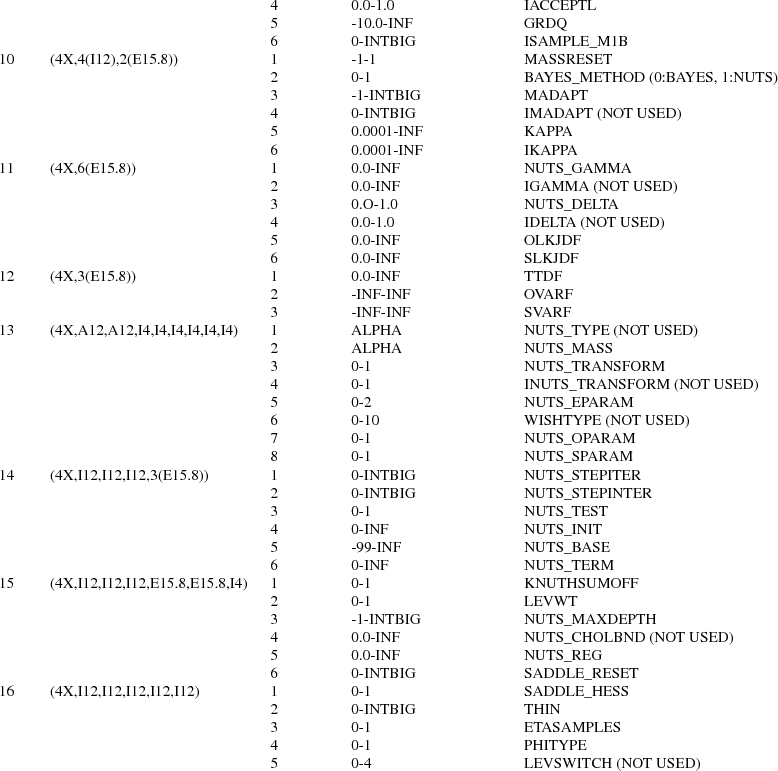 4 0.0-1.0 IACCEPTL
5 -10.0-INF GRDQ
6 0-INTBIG ISAMPLE_M1B
10 (4X,4(I12),2(E15.8)) 1 -1-1 MASSRESET
2 0-1 BAYES_METHOD (0:BAYES, 1:NUTS)
3 -1-INTBIG MADAPT
4 0-INTBIG IMADAPT (NOT USED)
5 0.0001-INF KAPPA
6 0.0001-INF IKAPPA
11 (4X,6(E15.8)) 1 0.0-INF NUTS_GAMMA
2 0.0-INF IGAMMA (NOT USED)
3 0.O-1.0 NUTS_DELTA
4 0.0-1.0 IDELTA (NOT USED)
5 0.0-INF OLKJDF
6 0.0-INF SLKJDF
12 (4X,3(E15.8)) 1 0.0-INF TTDF
2 -INF-INF OVARF
3 -INF-INF SVARF
13 (4X,A12,A12,I4,I4,I4,I4,I4,I4) 1 ALPHA NUTS_TYPE (NOT USED)
2 ALPHA NUTS_MASS
3 0-1 NUTS_TRANSFORM
4 0-1 INUTS_TRANSFORM (NOT USED)
5 0-2 NUTS_EPARAM
6 0-10 WISHTYPE (NOT USED)
7 0-1 NUTS_OPARAM
8 0-1 NUTS_SPARAM
14 (4X,I12,I12,I12,3(E15.8)) 1 0-INTBIG NUTS_STEPITER
2 0-INTBIG NUTS_STEPINTER
3 0-1 NUTS_TEST
4 0-INF NUTS_INIT
5 -99-INF NUTS_BASE
6 0-INF NUTS_TERM
15 (4X,I12,I12,I12,E15.8,E15.8,I4) 1 0-1 KNUTHSUMOFF
2 0-1 LEVWT
3 -1-INTBIG NUTS_MAXDEPTH
4 0.0-INF NUTS_CHOLBND (NOT USED)
5 0.0-INF NUTS_REG
6 0-INTBIG SADDLE_RESET
16 (4X,I12,I12,I12,I12,I12) 1 0-1 SADDLE_HESS
2 0-INTBIG THIN
3 0-1 ETASAMPLES
4 0-1 PHITYPE
5 0-4 LEVSWITCH (NOT USED)